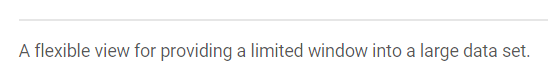 A flexible view for providing a limited window into a large data set.